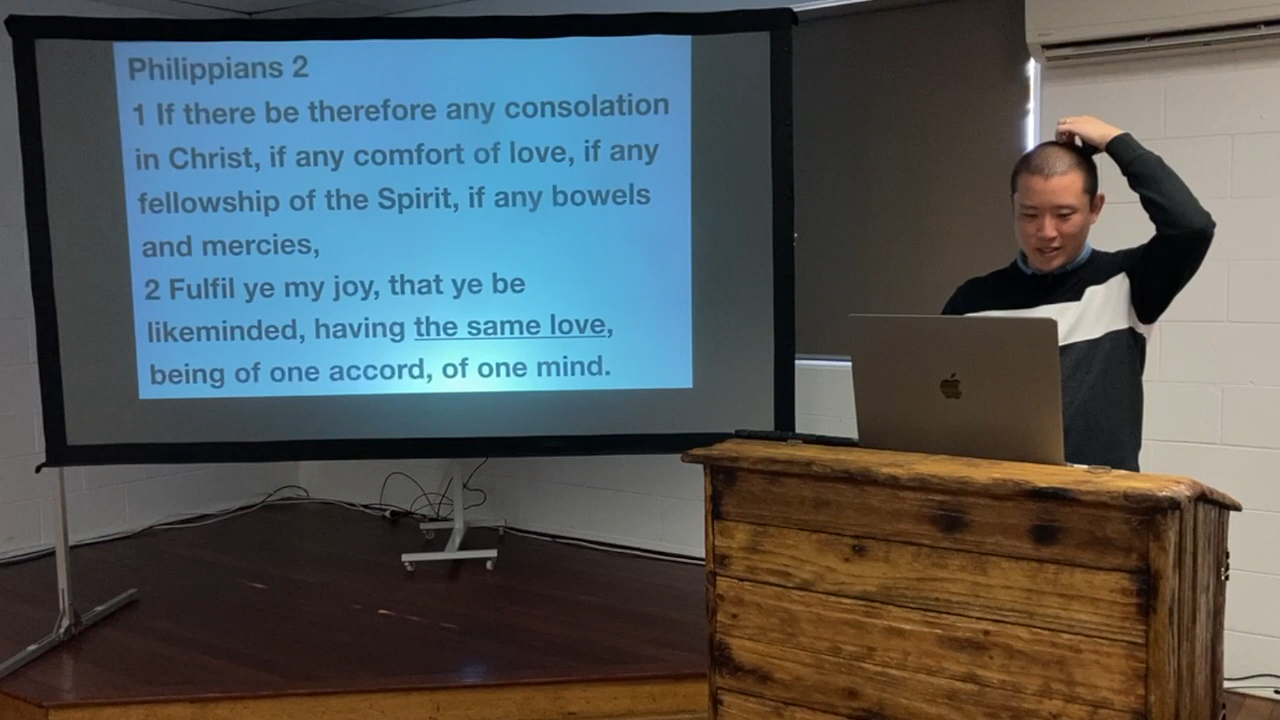 Philippians 2
1 If there be therefore any consolation
in Christ, if any comfort of love, if any
fellowship of the Spirit, if any bowels
and mercies,
2 Fulfil ye my joy, that ye be
likeminded, having the same love,
being of one accord, of one mind.